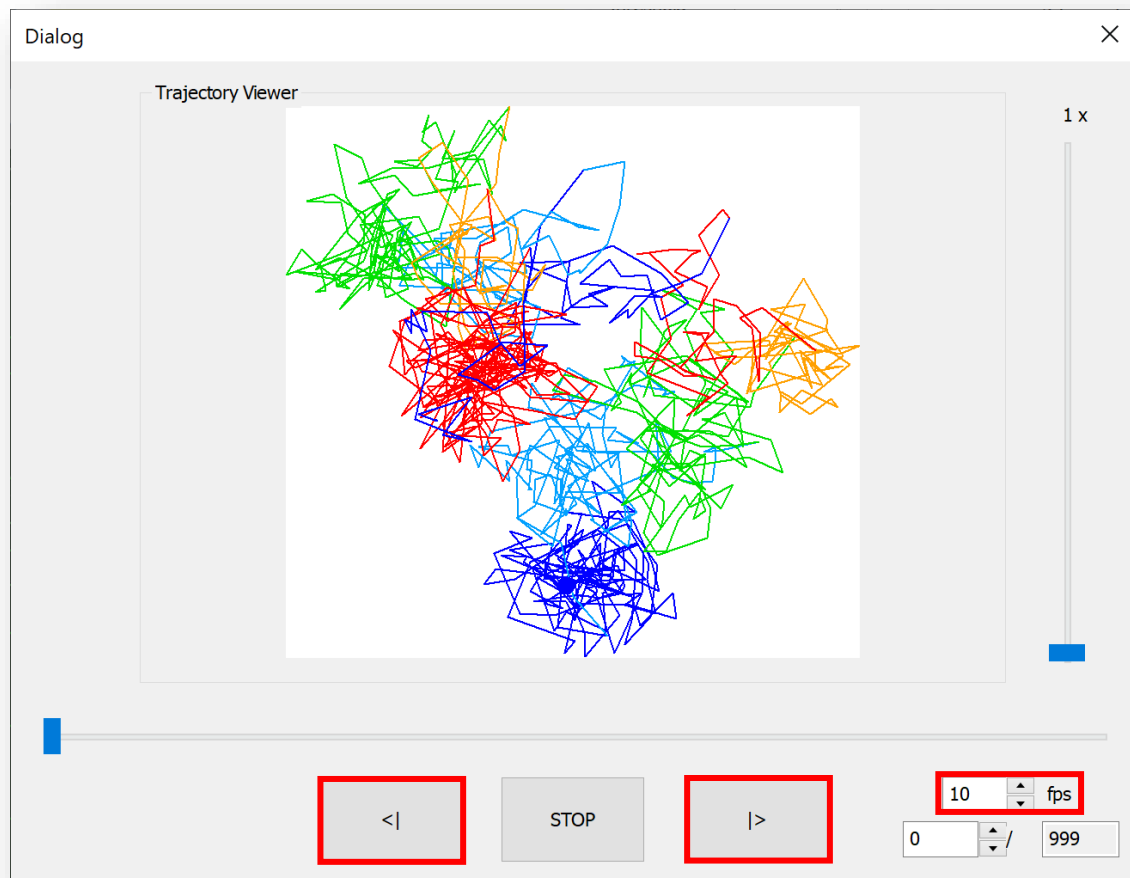 Dialog
Trajectory Viewer
1 x
<|
STOP
|>
10 fps
0 / 999